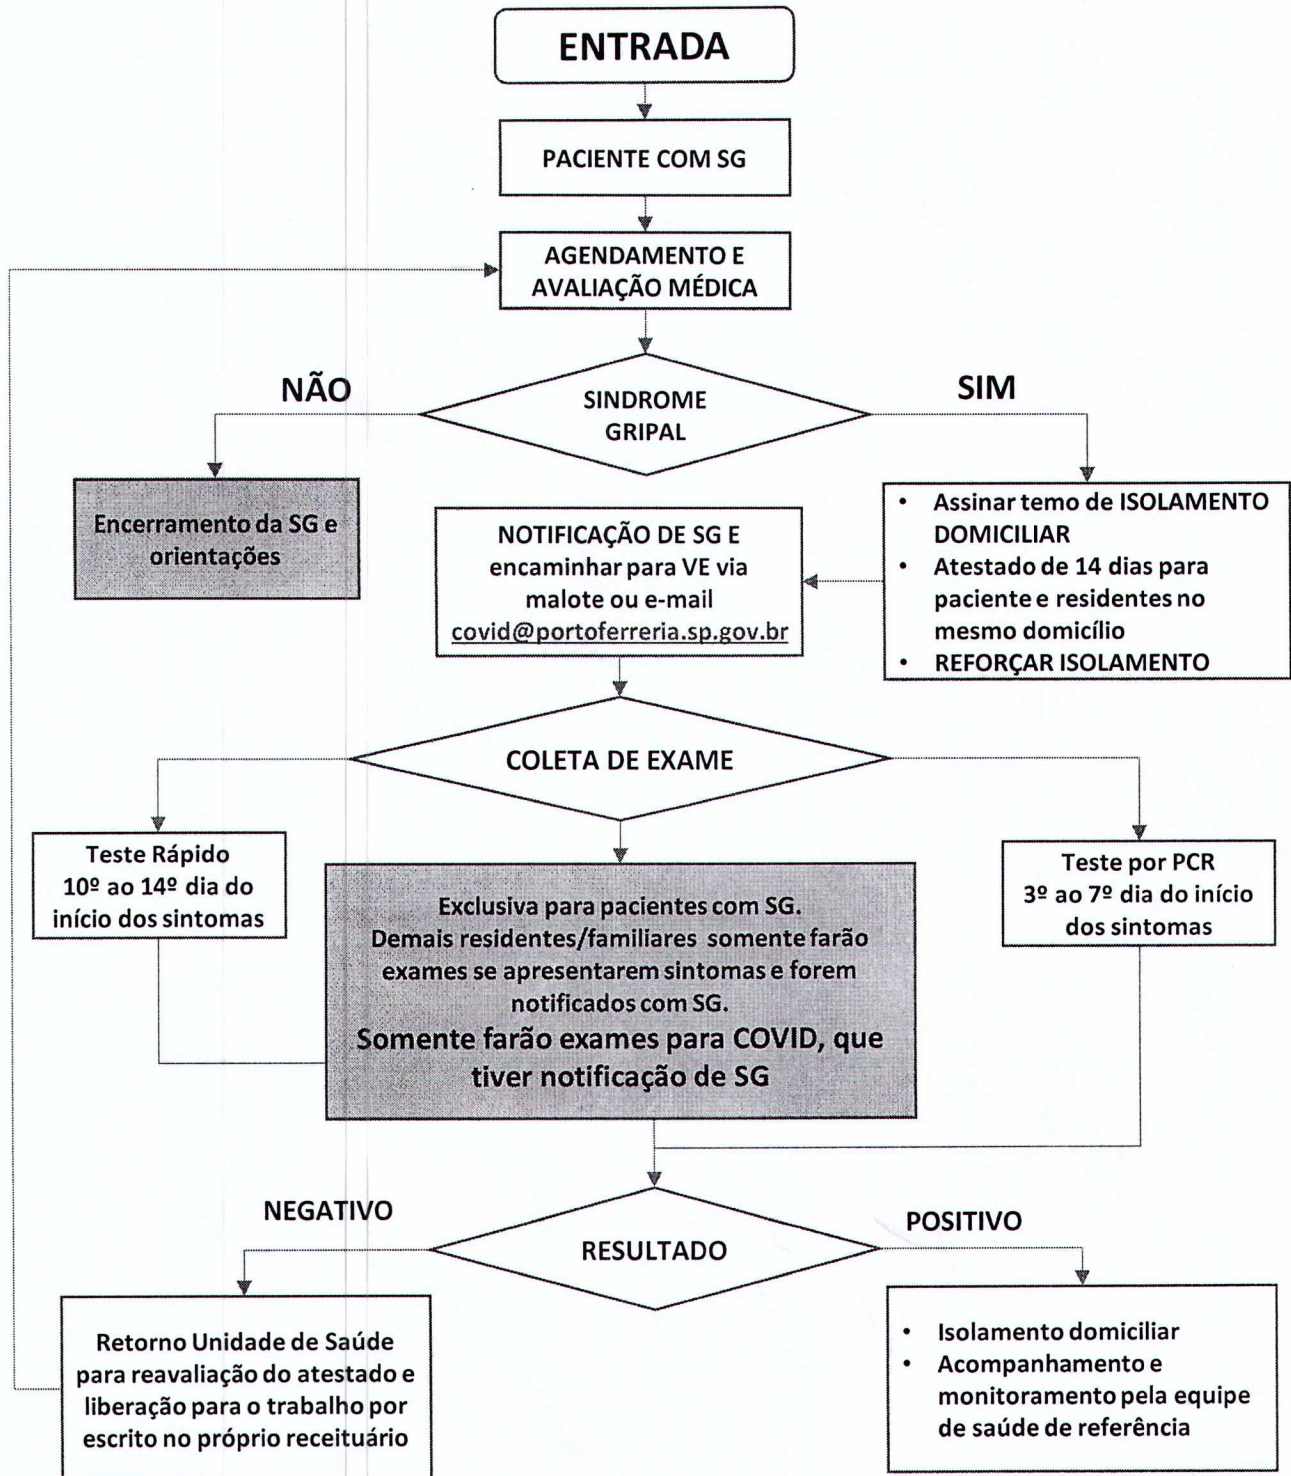 ENTRADA
PACIENTE COM SG
AGENDAMENTO E
AVALIAÇÃO MÉDICA
NÃO
SIM
SINDROME
GRIPAL
Encerramento da SG e
orientações
NOTIFICAÇÃO DE SG E
encaminhar para VE via
malote ou e-mail
covid@portoferreria.sp.gov.br
• Assinar temo de ISOLAMENTO
DOMICILIAR
• Atestado de 14 dias para
paciente e residentes no
mesmo domicílio
• REFORÇAR ISOLAMENTO
COLETA DE EXAME
Teste Rápido
10º ao 14º dia do
início dos sintomas
Exclusiva para pacientes com SG.
Demais residentes/familiares somente farão
exames se apresentarem sintomas e forem
notificados com SG.
Somente farão exames para COVID, que
tiver notificação de SG
Teste por PCR
3º ao 7º dia do início
dos sintomas
NEGATIVO
POSITIVO
RESULTADO
Retorno Unidade de Saúde
para reavaliação do atestado e
liberação para o trabalho por
escrito no próprio receituário
• Isolamento domiciliar
• Acompanhamento e
monitoramento pela equipe
de saúde de referência